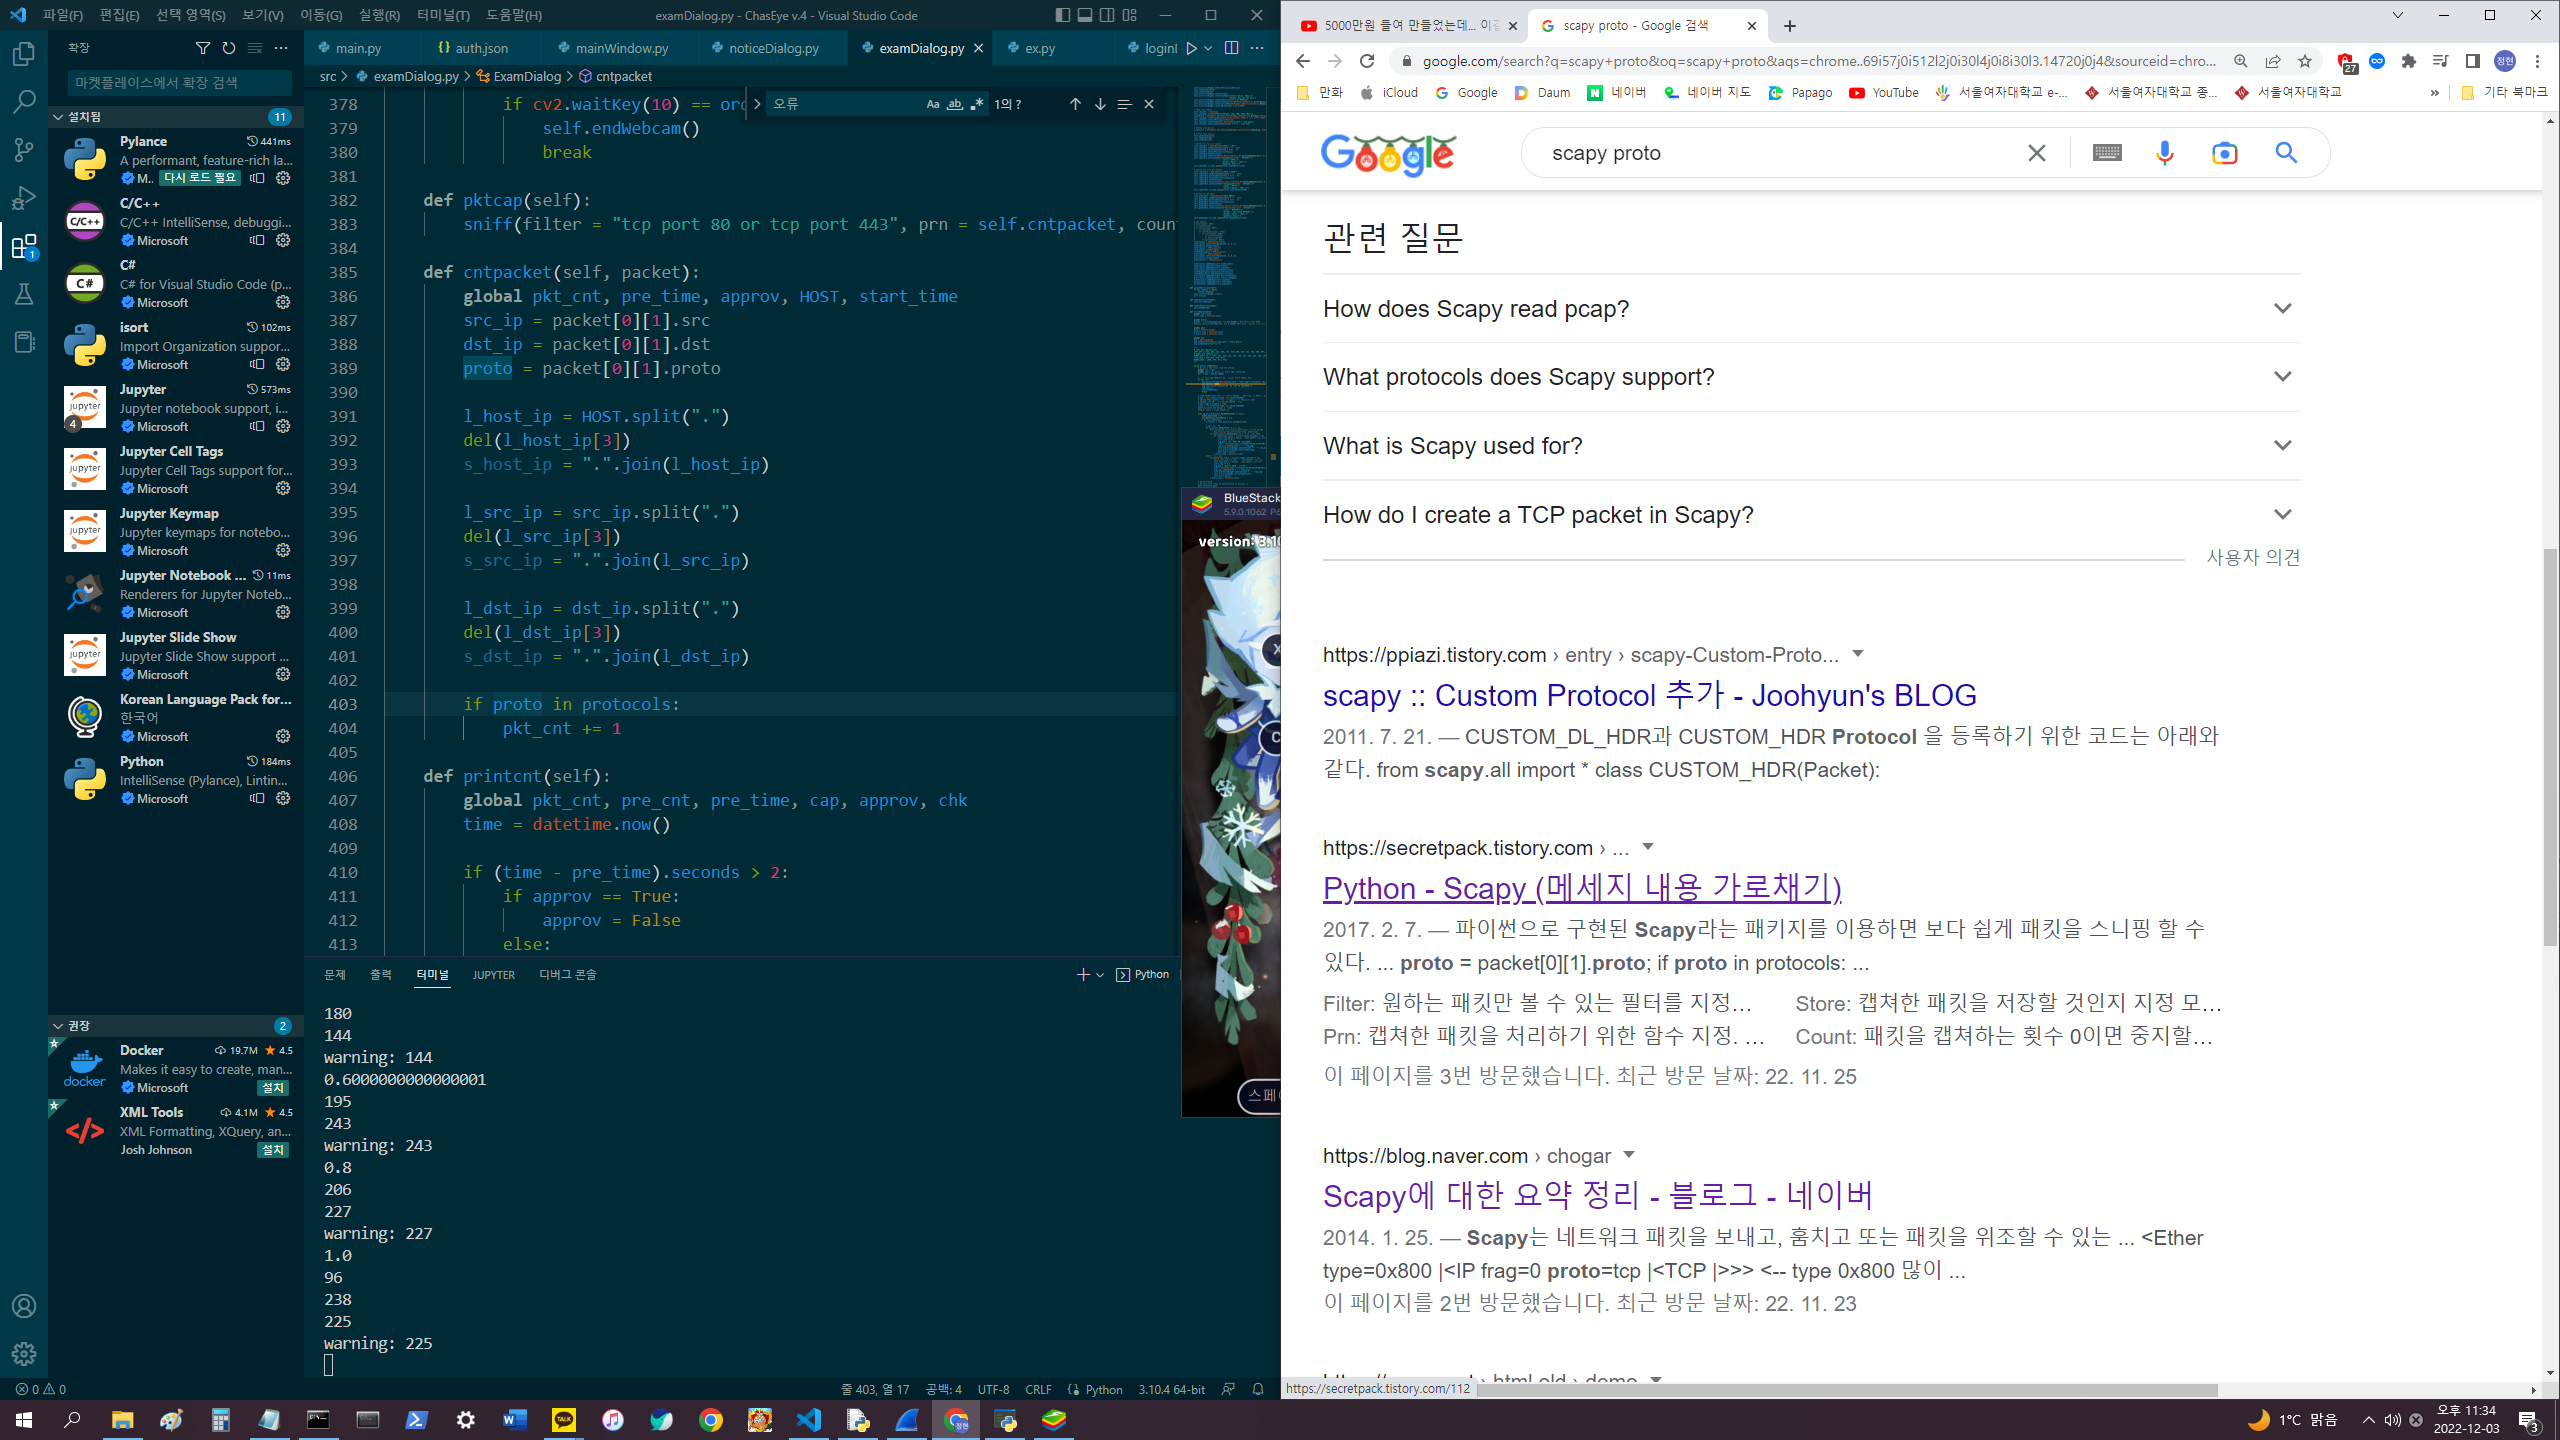 파일(F) 편집(E) 선택 영역(S) 보기(V) 이동(G) 실행(R) 터미널(T) 도움말(H)
examDialog.py - ChasEye v.4 - Visual Studio Code
확장
마켓플레이스에서 확장 검색
설치됨 11
Pylance 441ms
A performant, feature-rich la...
M.. 다시 로드 필요
C/C++
C/C++ IntelliSense, debuggi...
Microsoft
C#
C# for Visual Studio Code (p...
Microsoft
isort 102ms
Import Organization suppor...
Microsoft
Jupyter 573ms
Jupyter notebook support, i...
Microsoft
Jupyter Cell Tags
Jupyter Cell Tags support for...
Microsoft
Jupyter Keymap
Jupyter keymaps for notebo...
Microsoft
Jupyter Notebook ... 11ms
Renderers for Jupyter Noteb...
Microsoft
Jupyter Slide Show
Jupyter Slide Show support ...
Microsoft
Korean Language Pack for...
한국어
Microsoft
Python 184ms
IntelliSense (Pylance), Lintin...
Microsoft
권장 2
Docker 19.7M 4.5
Makes it easy to create, man...
Microsoft 설치
XML Tools 4.1M 4.5
XML Formatting, XQuery, an...
Josh Johnson 설치
main.py auth.json mainWindow.py noticeDialog.py examDialog.py ex.py
src > examDialog.py > ExamDialog > cntpacket
오류 Aa ab 1의 ?
378 if cv2.waitKey(10) == orc
379 self.endWebcam()
380 break
381
382 def pktcap(self):
383 sniff(filter = "tcp port 80 or tcp port 443", prn = self.cntpacket, coun
384
385 def cntpacket(self, packet):
386 global pkt_cnt, pre_time, approv, HOST, start_time
387 src_ip = packet[0][1].src
388 dst_ip = packet[0][1].dst
389 proto = packet[0][1].proto
390
391 l_host_ip = HOST.split(".")
392 del(l_host_ip[3])
393 s_host_ip = ".".join(l_host_ip)
394
395 l_src_ip = src_ip.split(".")
396 del(l_src_ip[3])
397 s_src_ip = ".".join(l_src_ip)
398
399 l_dst_ip = dst_ip.split(".")
400 del(l_dst_ip[3])
401 s_dst_ip = ".".join(l_dst_ip)
402
403 if proto in protocols:
404 pkt_cnt += 1
405
406 def printcnt(self):
407 global pkt_cnt, pre_cnt, pre_time, cap, approv, chk
408 time = datetime.now()
409
410 if (time - pre_time).seconds > 2:
411 if approv == True:
412 approv = False
413 else:
문제 출력 터미널 JUPYTER 디버그 콘솔
Python
180
144
warning: 144
0.6000000000000001
195
243
warning: 243
0.8
206
227
warning: 227
1.0
96
238
225
warning: 225
0 0
줄 403, 열 17 공백: 4 UTF-8 CRLF Python 3.10.4 64-bit
BlueStack
5.9.0.1062 P6
version: 3.10
스페
scapy proto - Google 검색
google.com/search?q=scapy+proto&oq=scapy+proto&aqs=chrome..69i57j0i512l2j0i30l4j0i8i30l3.14720j0j4&sourceid=chro...
만화 iCloud Google Daum 네이버 네이버 지도 Papago YouTube 서울여자대학교 e-... 서울여자대학교 종... 서울여자대학교 » 기타 북마크
Google
scapy proto
관련 질문
How does Scapy read pcap?
What protocols does Scapy support?
What is Scapy used for?
How do I create a TCP packet in Scapy?
사용자 의견
https://ppiazi.tistory.com › entry › scapy-Custom-Proto...
scapy :: Custom Protocol 추가 - Joohyun's BLOG
2011. 7. 21. — CUSTOM_DL_HDR과 CUSTOM_HDR Protocol 을 등록하기 위한 코드는 아래와
같다. from scapy.all import * class CUSTOM_HDR(Packet):
https://secretpack.tistory.com › ...
Python - Scapy (메세지 내용 가로채기)
2017. 2. 7. — 파이썬으로 구현된 Scapy라는 패키지를 이용하면 보다 쉽게 패킷을 스니핑 할 수
있다. ... proto = packet[0][1].proto; if proto in protocols: ...
Filter: 원하는 패킷만 볼 수 있는 필터를 지정... Store: 캡쳐한 패킷을 저장할 것인지 지정 모...
Prn: 캡쳐한 패킷을 처리하기 위한 함수 지정. ... Count: 패킷을 캡쳐하는 횟수 0이면 중지할...
이 페이지를 3번 방문했습니다. 최근 방문 날짜: 22. 11. 25
https://blog.naver.com › chogar
Scapy에 대한 요약 정리 - 블로그 - 네이버
2014. 1. 25. — Scapy는 네트워크 패킷을 보내고, 훔치고 또는 패킷을 위조할 수 있는 ... <Ether
type=0x800 |<IP frag=0 proto=tcp |<TCP |>>> <-- type 0x800 많이 ...
이 페이지를 2번 방문했습니다. 최근 방문 날짜: 22. 11. 23
https://secretpack.tistory.com/112
1°C 맑음
오후 11:34
2022-12-03
3